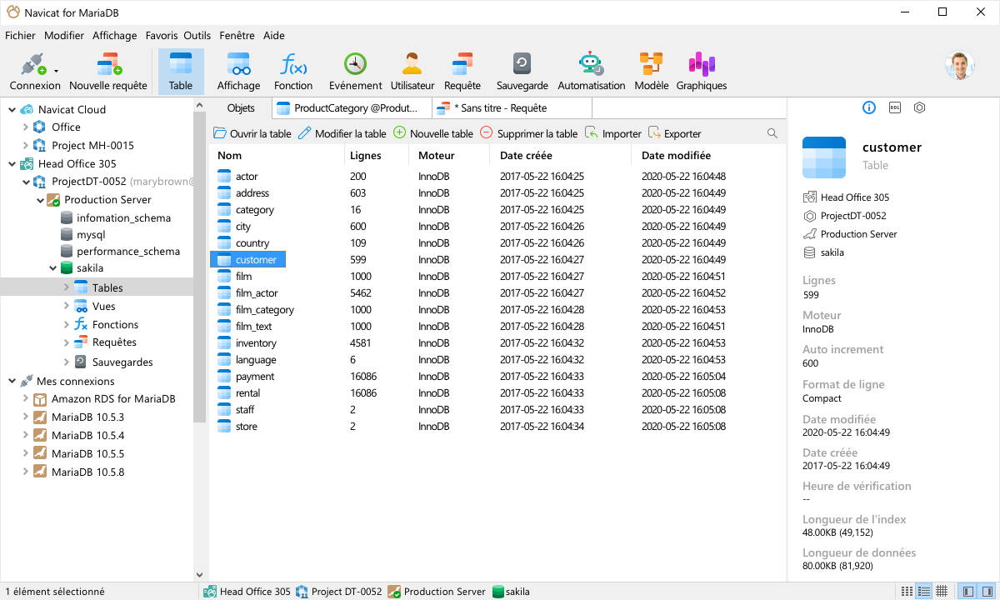 Navicat for MariaDB
Fichier Modifier Affichage Favoris Outils Fenêtre Aide
Connexion Nouvelle requête Table Affichage Fonction Evénement Utilisateur Requête Sauvegarde Automatisation Modèle Graphiques
Objets ProductCategory @Produt... * Sans titre - Requête
Ouvrir la table Modifier la table Nouvelle table Supprimer la table Importer Exporter
Nom Lignes Moteur Date créée Date modifiée
actor 200 InnoDB 2017-05-22 16:04:25 2020-05-22 16:04:48
address 603 InnoDB 2017-05-22 16:04:25 2020-05-22 16:04:49
category 16 InnoDB 2017-05-22 16:04:25 2020-05-22 16:04:49
city 600 InnoDB 2017-05-22 16:04:26 2020-05-22 16:04:49
country 109 InnoDB 2017-05-22 16:04:26 2020-05-22 16:04:49
customer 599 InnoDB 2017-05-22 16:04:27 2020-05-22 16:04:49
film 1000 InnoDB 2017-05-22 16:04:27 2020-05-22 16:04:51
film_actor 5462 InnoDB 2017-05-22 16:04:27 2020-05-22 16:04:52
film_category 1000 InnoDB 2017-05-22 16:04:28 2020-05-22 16:04:53
film_text 1000 InnoDB 2017-05-22 16:04:28 2020-05-22 16:04:51
inventory 4581 InnoDB 2017-05-22 16:04:32 2020-05-22 16:04:53
language 6 InnoDB 2017-05-22 16:04:32 2020-05-22 16:04:53
payment 16086 InnoDB 2017-05-22 16:04:33 2020-05-22 16:05:04
rental 16086 InnoDB 2017-05-22 16:04:33 2020-05-22 16:05:08
staff 2 InnoDB 2017-05-22 16:04:33 2020-05-22 16:05:08
store 2 InnoDB 2017-05-22 16:04:34 2020-05-22 16:05:08
Navicat Cloud
Office
Project MH-0015
Head Office 305
ProjectDT-0052 (marybrown@
Production Server
infomation_schema
mysql
performance_schema
sakila
Tables
Vues
Fonctions
Requêtes
Sauvegardes
Mes connexions
Amazon RDS for MariaDB
MariaDB 10.5.3
MariaDB 10.5.4
MariaDB 10.5.5
MariaDB 10.5.8
DDL
customer
Table
Head Office 305
ProjectDT-0052
Production Server
sakila
Lignes
599
Moteur
InnoDB
Auto increment
600
Format de ligne
Compact
Date modifiée
2020-05-22 16:04:49
Date créée
2017-05-22 16:04:49
Heure de vérification
--
Longueur de l'index
48.00KB (49,152)
Longueur de données
80.00KB (81,920)
1 élément sélectionné Head Office 305 Project DT-0052 Production Server sakila